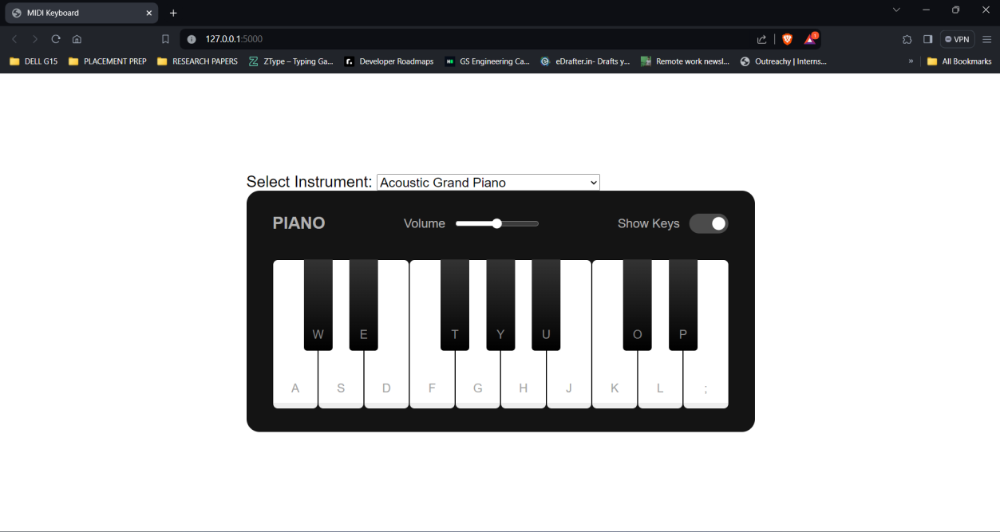 MIDI Keyboard
127.0.0.1:5000
1
VPN
DELL G15 PLACEMENT PREP RESEARCH PAPERS ZType – Typing Ga... Developer Roadmaps GS Engineering Ca... eDrafter.in- Drafts y... Remote work newsl... Outreachy | Interns... » All Bookmarks
Select Instrument: Acoustic Grand Piano
PIANO Volume Show Keys
W E T Y U O P
A S D F G H J K L ;